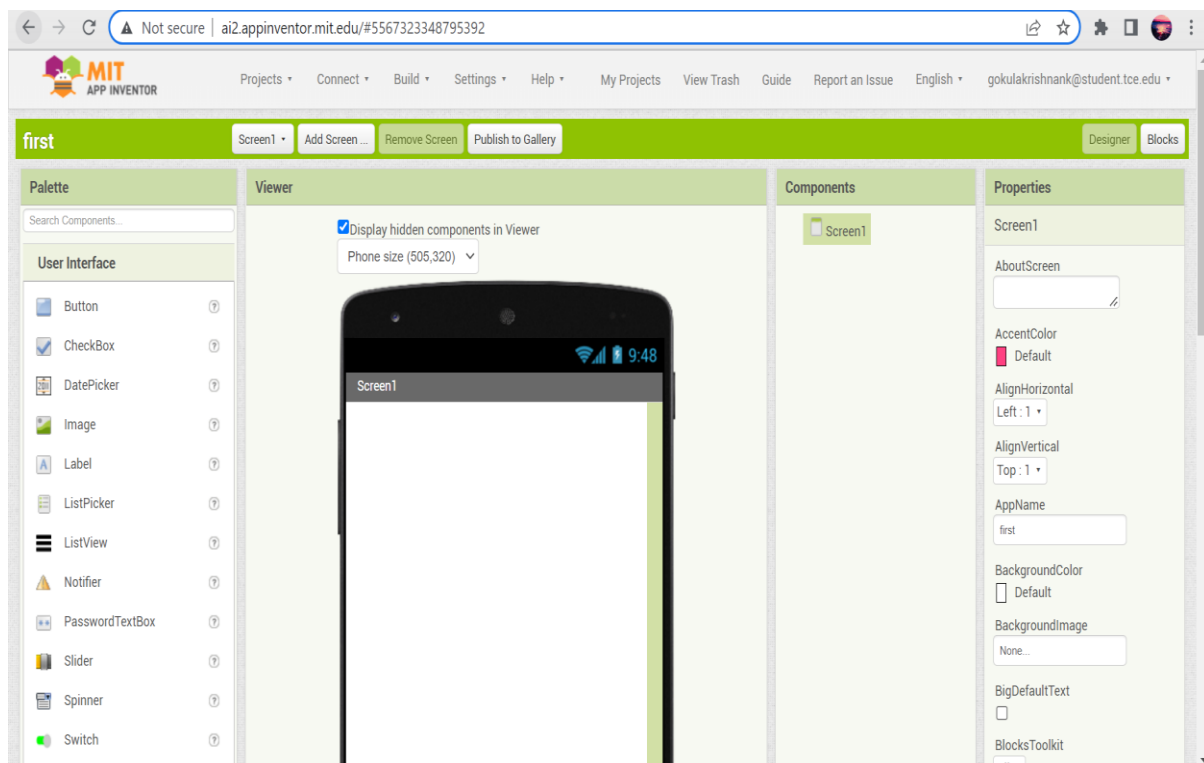 Not secure | ai2.appinventor.mit.edu/#5567323348795392
MIT
APP INVENTOR
Projects Connect Build Settings Help My Projects View Trash Guide Report an Issue English gokulakrishnank@student.tce.edu
first
Screen1 Add Screen ... Remove Screen Publish to Gallery
Designer Blocks
Palette
Search Components...
User Interface
Button ?
CheckBox ?
DatePicker ?
Image ?
A Label ?
ListPicker ?
ListView ?
Notifier ?
PasswordTextBox ?
Slider ?
Spinner ?
Switch ?
Viewer
Display hidden components in Viewer
Phone size (505,320)
9:48
Screen1
Components
Screen1
Properties
Screen1
AboutScreen
AccentColor
Default
AlignHorizontal
Left : 1
AlignVertical
Top : 1
AppName
first
BackgroundColor
Default
BackgroundImage
None...
BigDefaultText
BlocksToolkit